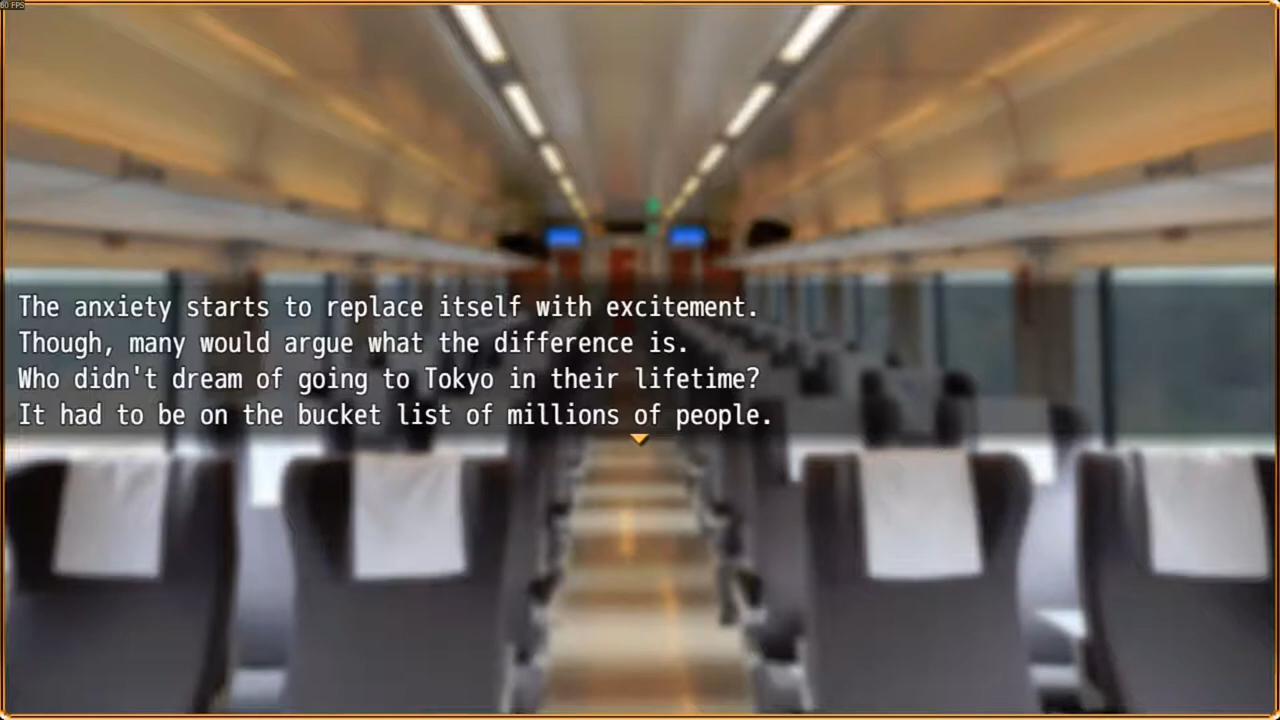 60 FPS
The anxiety starts to replace itself with excitement.
Though, many would argue what the difference is.
Who didn't dream of going to Tokyo in their lifetime?
It had to be on the bucket list of millions of people.